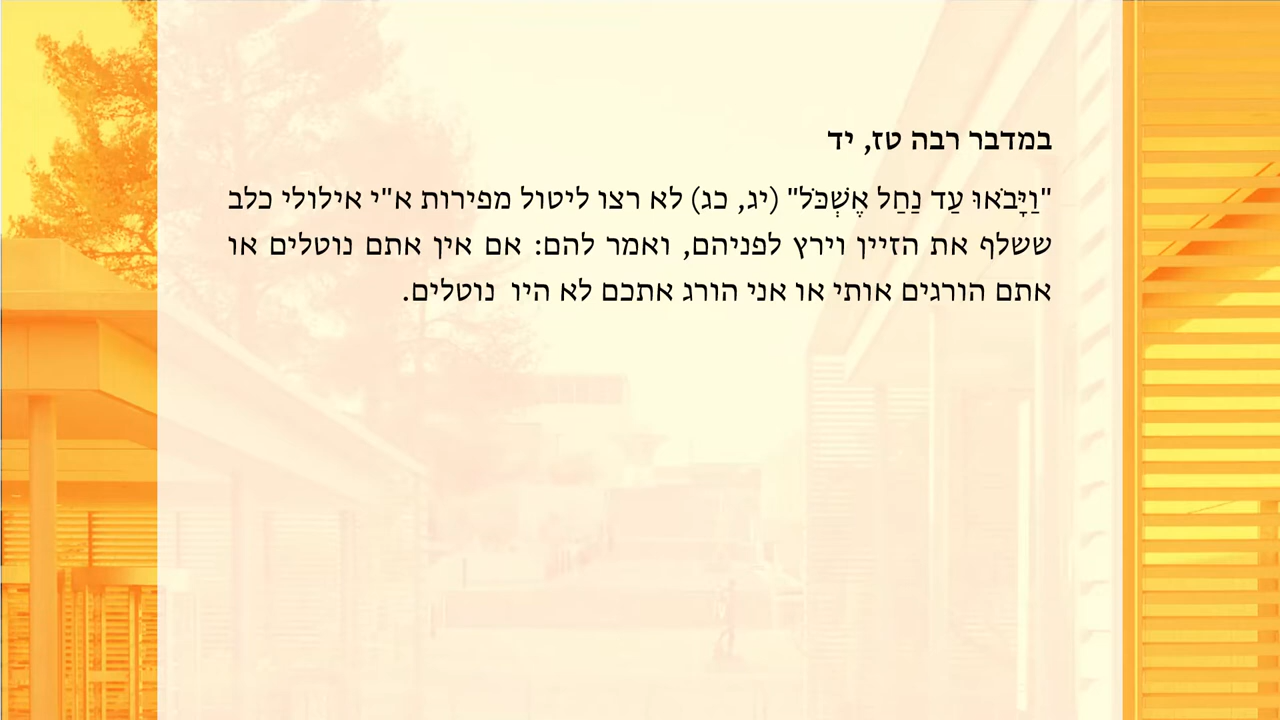 במדבר רבה טז, יד
"וַיָּבֹאוּ עַד נַחַל אֶשְׁכֹּל" (יג, כג) לא רצו ליטול מפירות א"י אילולי כלב
ששלף את הזיין וירץ לפניהם, ואמר להם: אם אין אתם נוטלים או
אתם הורגים אותי או אני הורג אתכם לא היו  נוטלים.